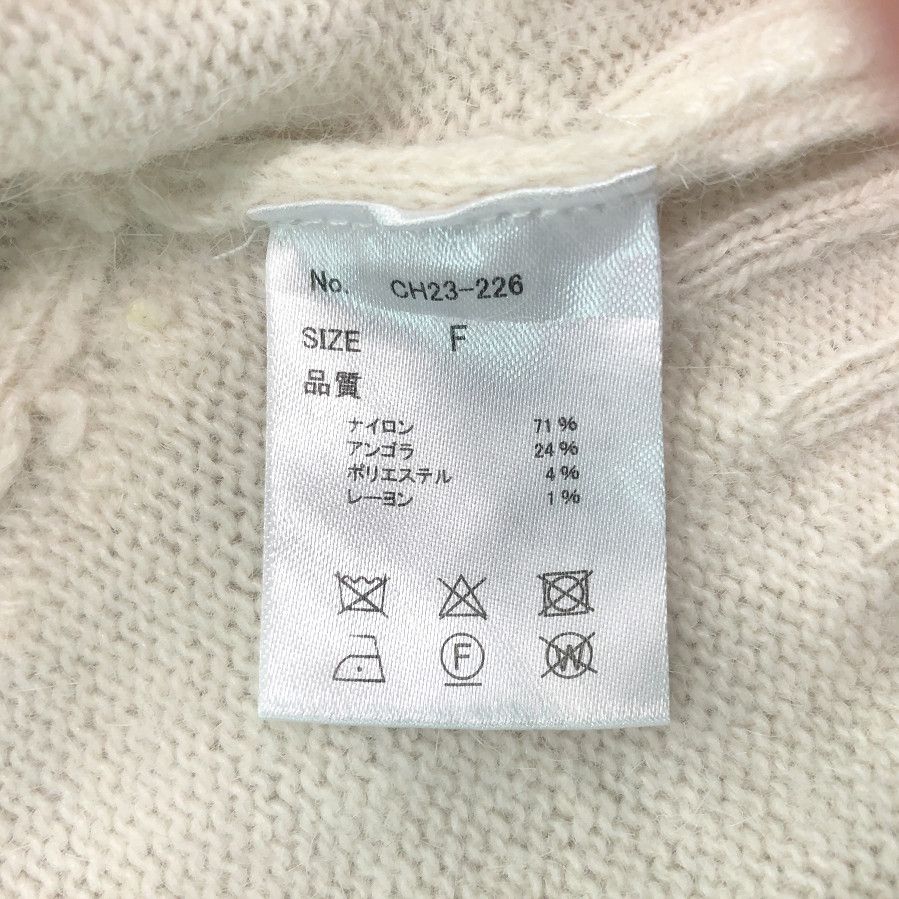 No. CH23-226
SIZE F
品質
ナイロン 71%
アンゴラ 24%
ポリエステル 4%
レーヨン 1%
F W